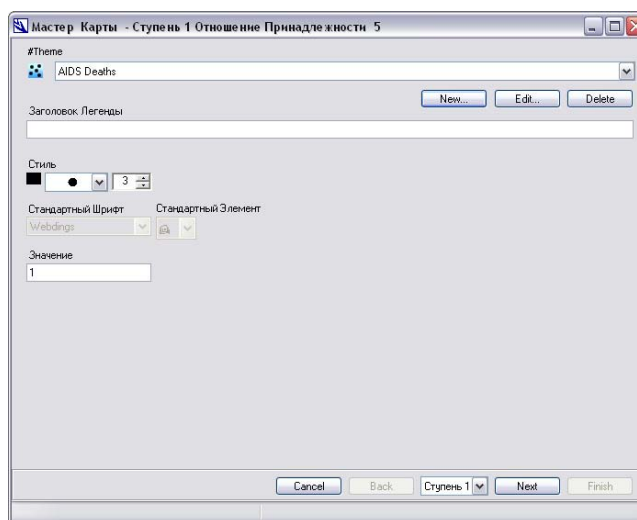 Мастер Карты - Ступень 1 Отношение Принадлежности 5
#Theme
AIDS Deaths
New... Edit... Delete
Заголовок Легенды
Стиль
3
Стандартный Шрифт Стандартный Элемент
Webdings
Значение
1
Cancel Back Ступень 1 Next Finish